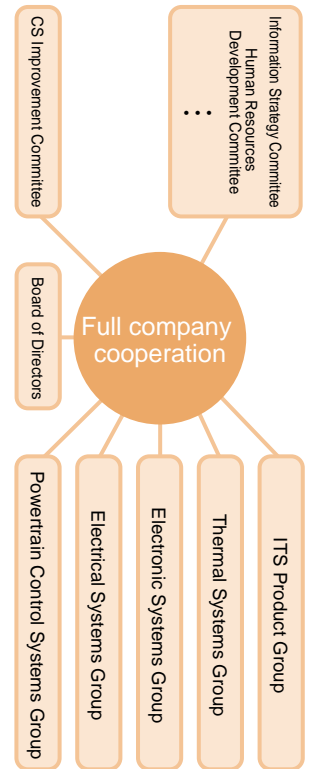 CS Improvement Committee
Information Strategy Committee
Human Resources
Development Committee
...
Board of Directors
Full company
cooperation
Powertrain Control Systems Group
Electrical Systems Group
Electronic Systems Group
Thermal Systems Group
ITS Product Group